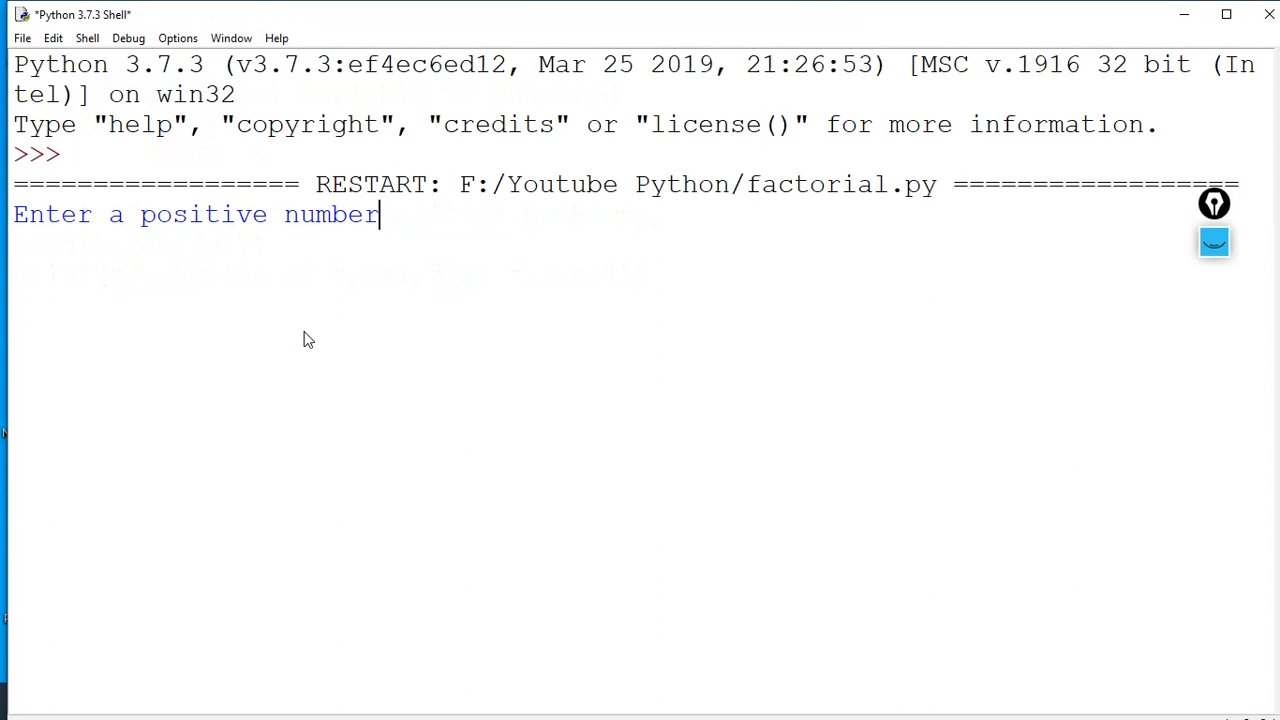 *Python 3.7.3 Shell*
File Edit Shell Debug Options Window Help
Python 3.7.3 (v3.7.3:ef4ec6ed12, Mar 25 2019, 21:26:53) [MSC v.1916 32 bit (In
tel)] on win32
Type "help", "copyright", "credits" or "license()" for more information.
>>>
================== RESTART: F:/Youtube Python/factorial.py ==================
Enter a positive number